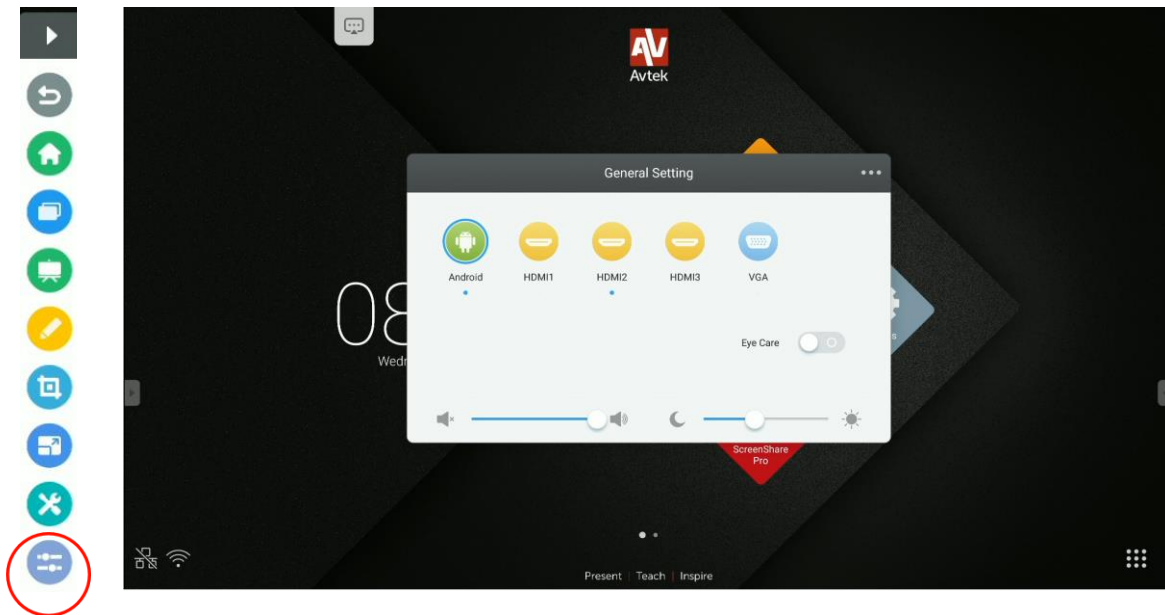 AV
Avtek
General Setting
Android
HDMI1
HDMI2
HDMI3
VGA
08
Wedn
Eye Care
s
ScreenShare
Pro
Present | Teach | Inspire